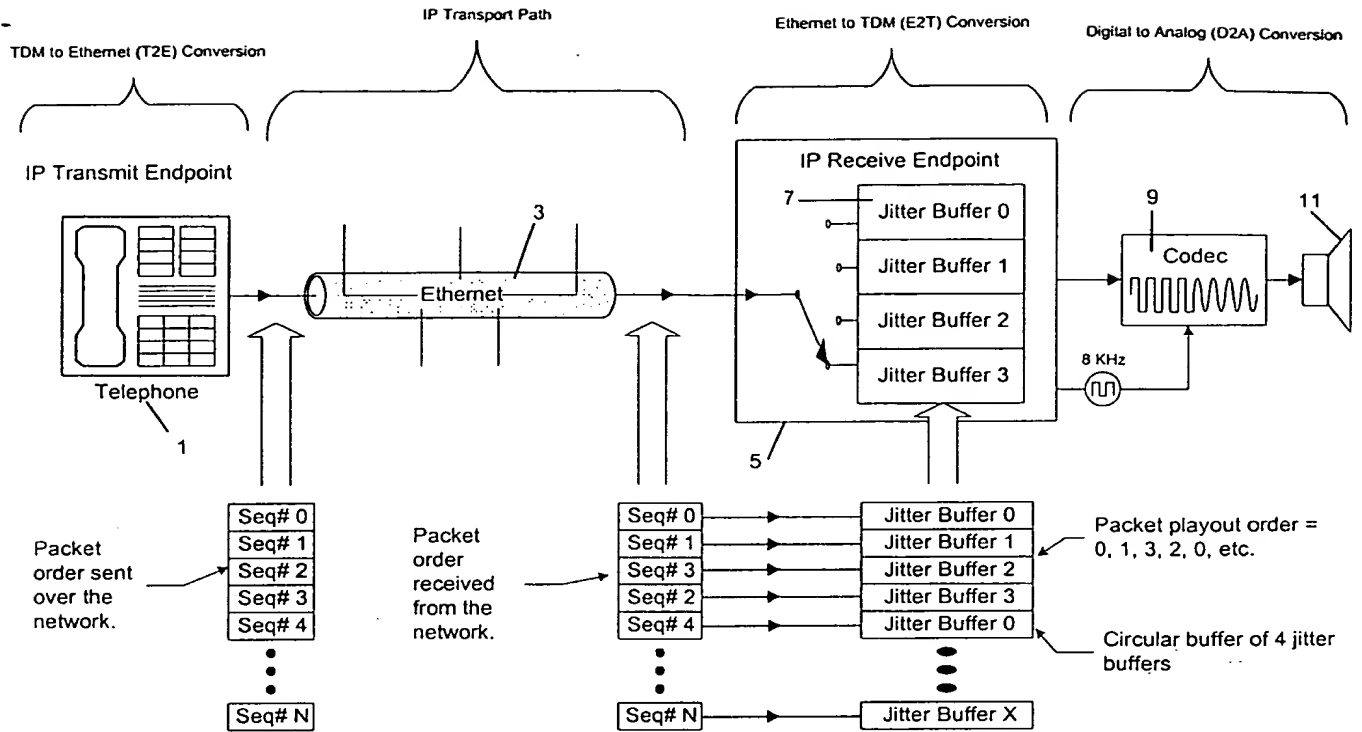 IP Transport Path
Ethernet to TDM (E2T) Conversion
Digital to Analog (D2A) Conversion
TDM to Ethernet (T2E) Conversion
IP Transmit Endpoint
IP Receive Endpoint
7
Jitter Buffer 0
Jitter Buffer 1
Jitter Buffer 2
Jitter Buffer 3
3
Ethernet
9
Codec
11
8 KHz
Telephone
1
5
Packet
order sent
over the
network.
Seq# 0
Seq# 1
Seq# 2
Seq# 3
Seq# 4
Seq# N
Packet
order
received
from the
network.
Seq# 0
Seq# 1
Seq# 3
Seq# 2
Seq# 4
Seq# N
Jitter Buffer 0
Jitter Buffer 1
Jitter Buffer 2
Jitter Buffer 3
Jitter Buffer 0
Jitter Buffer X
Packet playout order =
0, 1, 3, 2, 0, etc.
Circular buffer of 4 jitter
buffers